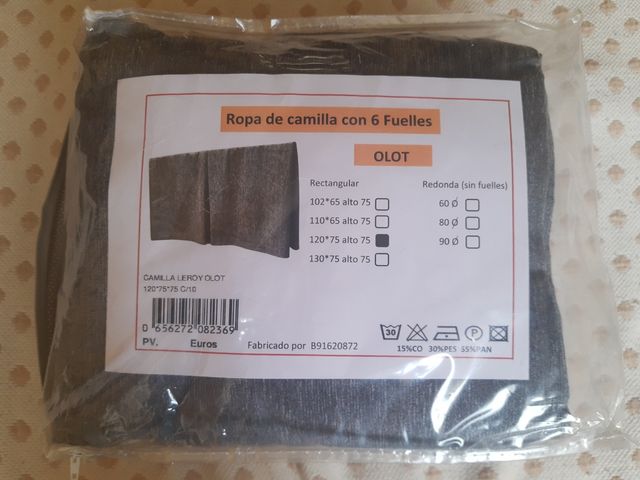 Ropa de camilla con 6 Fuelles
OLOT
Rectangular
102*65 alto 75
110*65 alto 75
120*75 alto 75
130*75 alto 75
Redonda (sin fuelles)
60 Ø
80 Ø
90 Ø
CAMILLA LEROY OLOT
120*75*75 C/10
0 656272 082369
PV. Euros
Fabricado por B91620872
30
P
15%CO 30%PES 55%PAN